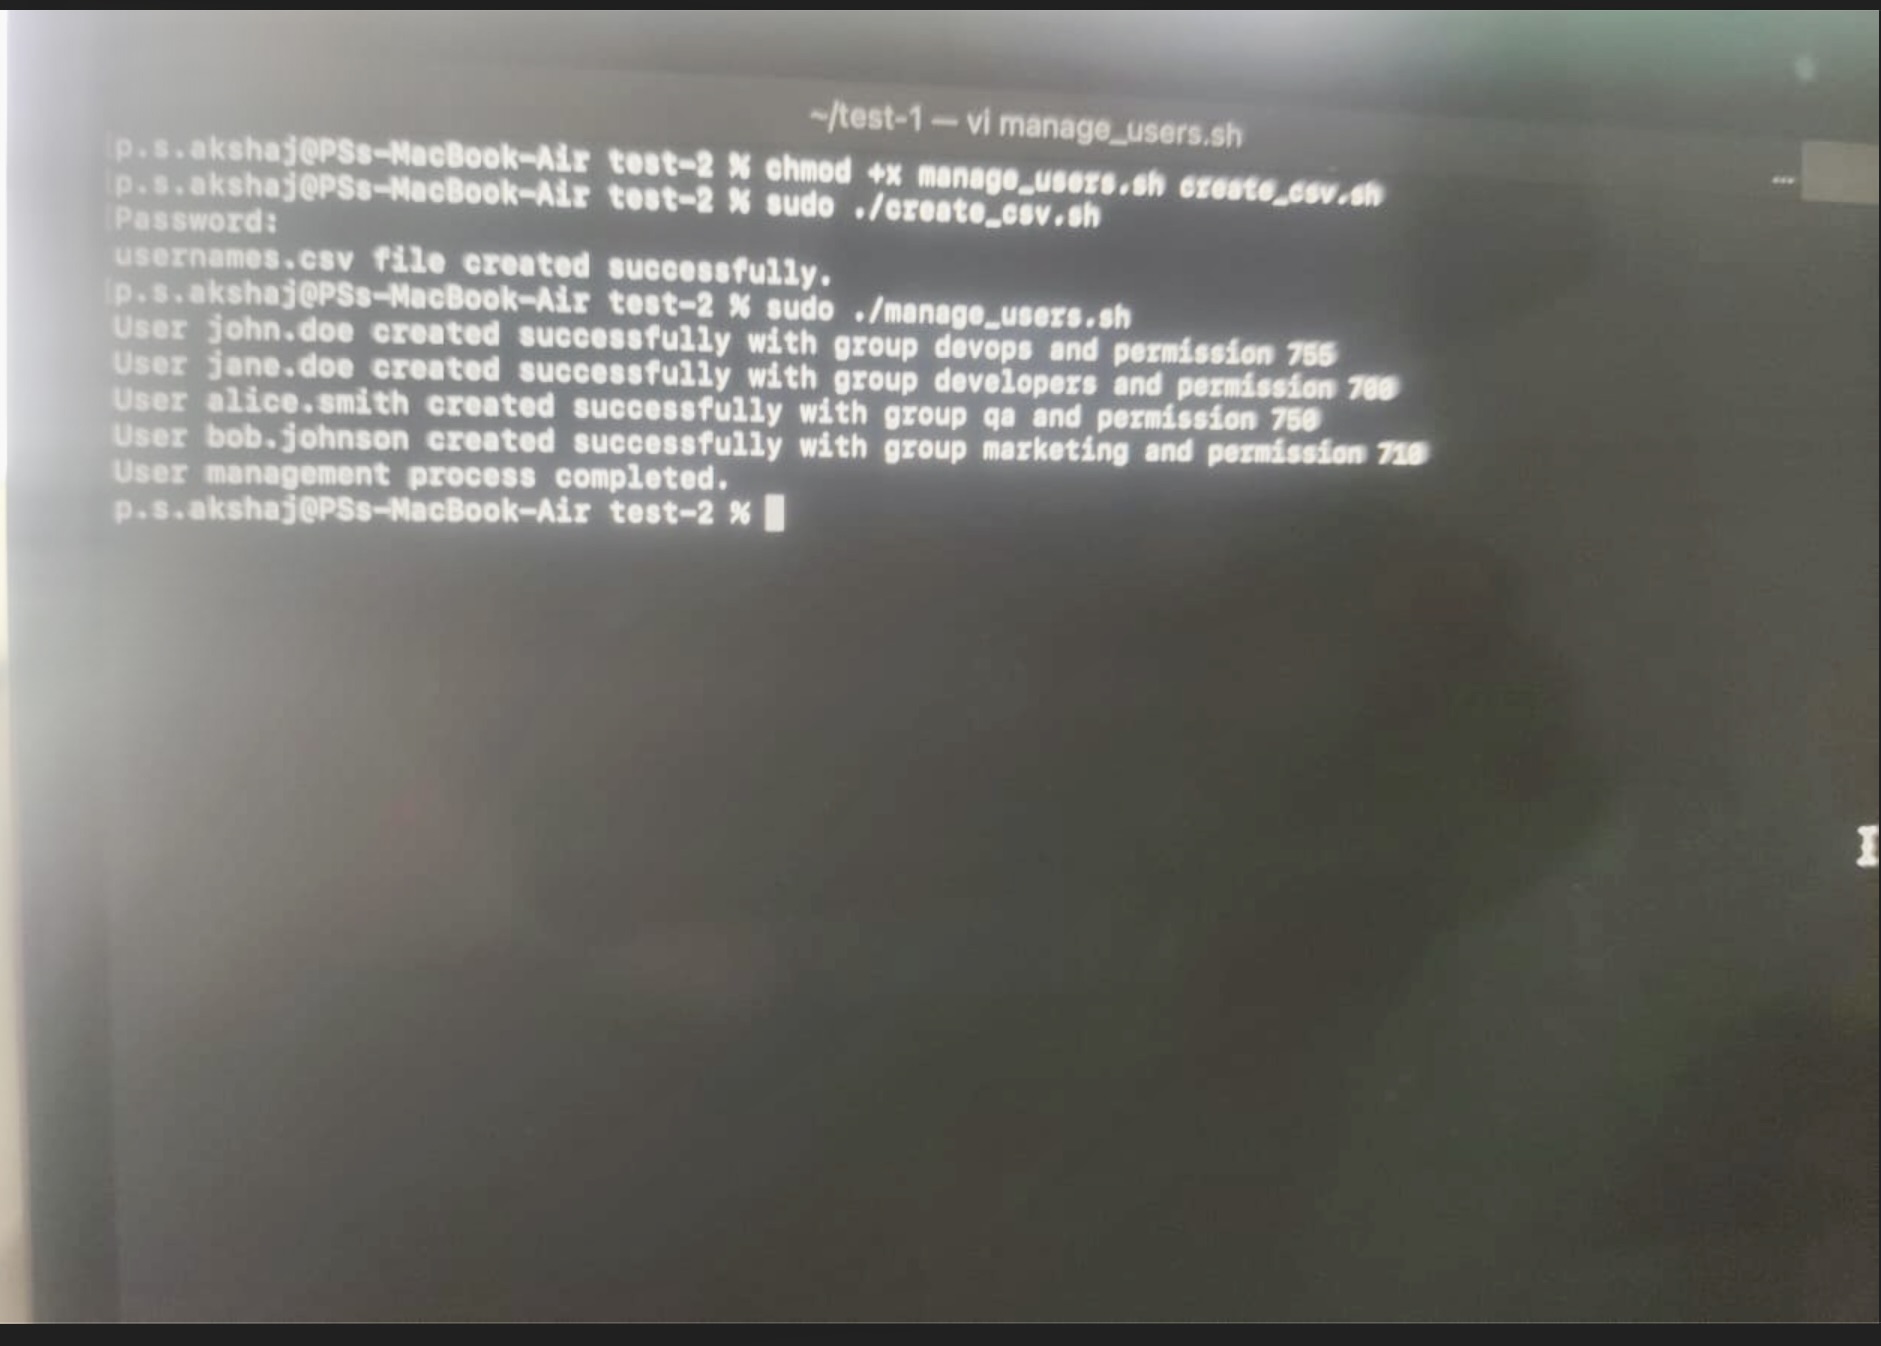 ~/test-1 — vi manage_users.sh
p.s.akshaj@PSs-MacBook-Air test-2 % chmod +x manage_users.sh create_csv.sh
p.s.akshaj@PSs-MacBook-Air test-2 % sudo ./create_csv.sh
Password:
usernames.csv file created successfully.
p.s.akshaj@PSs-MacBook-Air test-2 % sudo ./manage_users.sh
User john.doe created successfully with group devops and permission 755
User jane.doe created successfully with group developers and permission 700
User alice.smith created successfully with group qa and permission 750
User bob.johnson created successfully with group marketing and permission 710
User management process completed.
p.s.akshaj@PSs-MacBook-Air test-2 %